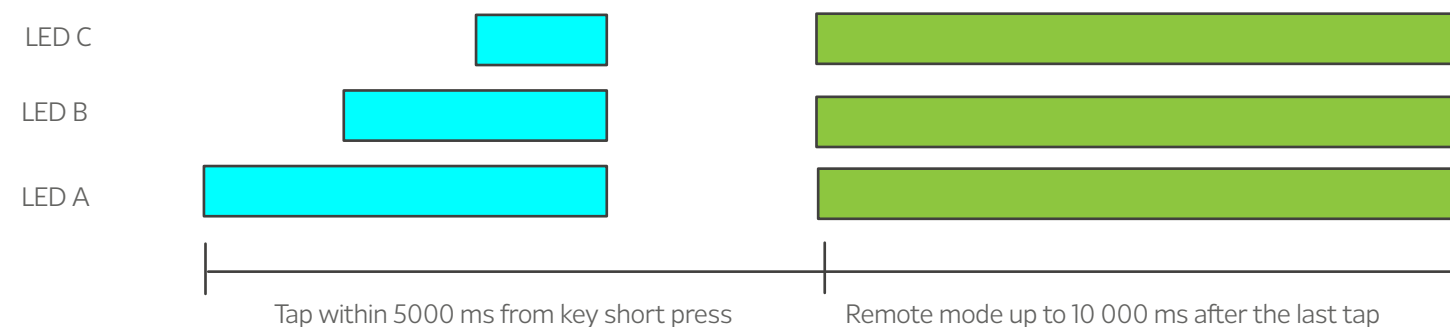 LED C
LED B
LED A
Tap within 5000 ms from key short press
Remote mode up to 10 000 ms after the last tap